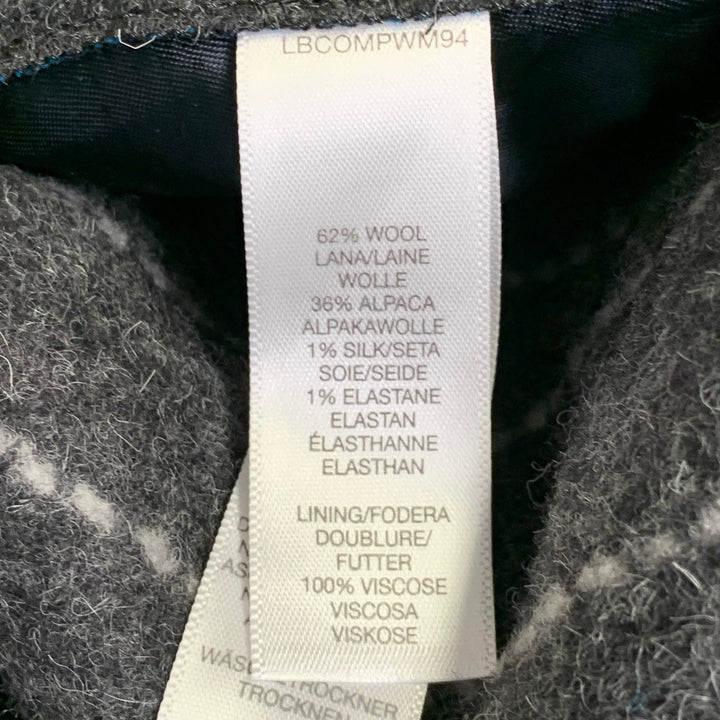 LBCOMPWM94
62% WOOL
LANA/LAINE
WOLLE
36% ALPACA
ALPAKAWOLLE
1% SILK/SETA
SOIE/SEIDE
1% ELASTANE
ELASTAN
ÉLASTHANNE
ELASTHAN
LINING/FODERA
DOUBLURE/
FUTTER
100% VISCOSE
VISCOSA
VISKOSE
TROCKNEN